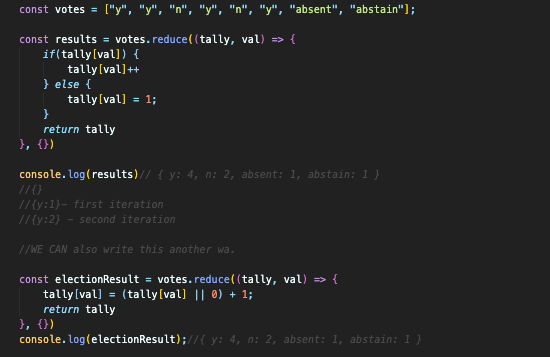 const votes = ["y", "y", "n", "y", "n", "y", "absent", "abstain"];
const results = votes.reduce((tally, val) => {
if(tally[val]) {
tally[val]++
} else {
tally[val] = 1;
}
return tally
}, {})
console.log(results)// { y: 4, n: 2, absent: 1, abstain: 1 }
//{}
//{y:1}- first iteration
//{y:2} - second iteration
//WE CAN also write this another wa.
const electionResult = votes.reduce((tally, val) => {
tally[val] = (tally[val] || 0) + 1;
return tally
}, {})
console.log(electionResult);//{ y: 4, n: 2, absent: 1, abstain: 1 }